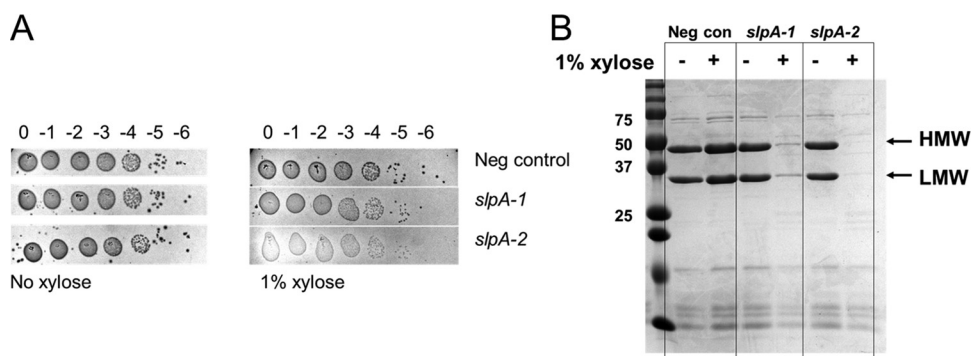 A
0 -1 -2 -3 -4 -5 -6
0 -1 -2 -3 -4 -5 -6
Neg control
slpA-1
slpA-2
No xylose
1% xylose
B
Neg con slpA-1 slpA-2
1% xylose - + - + - +
75
50
37
25
HMW
LMW